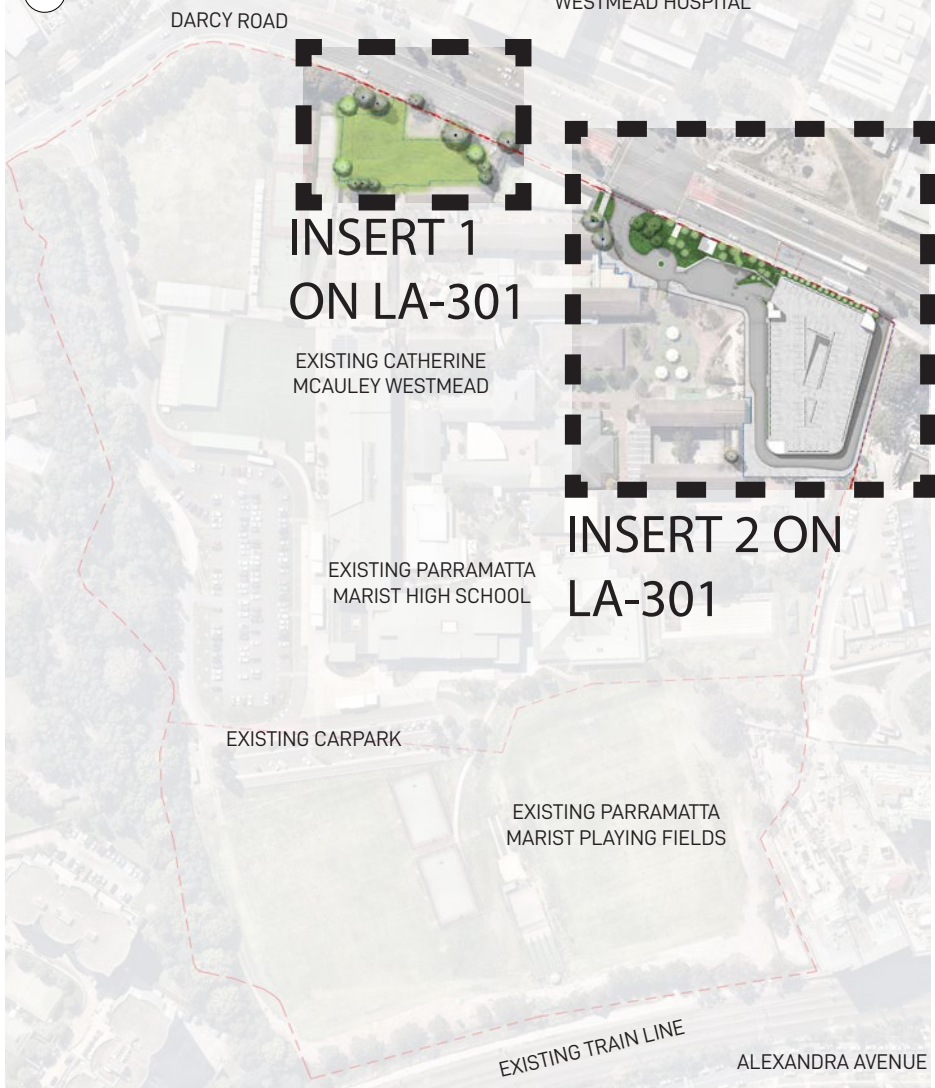 WESTMEAD HOSPITAL
DARCY ROAD
INSERT 1
ON LA-301
EXISTING CATHERINE
MCAULEY WESTMEAD
INSERT 2 ON
LA-301
EXISTING PARRAMATTA
MARIST HIGH SCHOOL
EXISTING CARPARK
EXISTING PARRAMATTA
MARIST PLAYING FIELDS
EXISTING TRAIN LINE
ALEXANDRA AVENUE